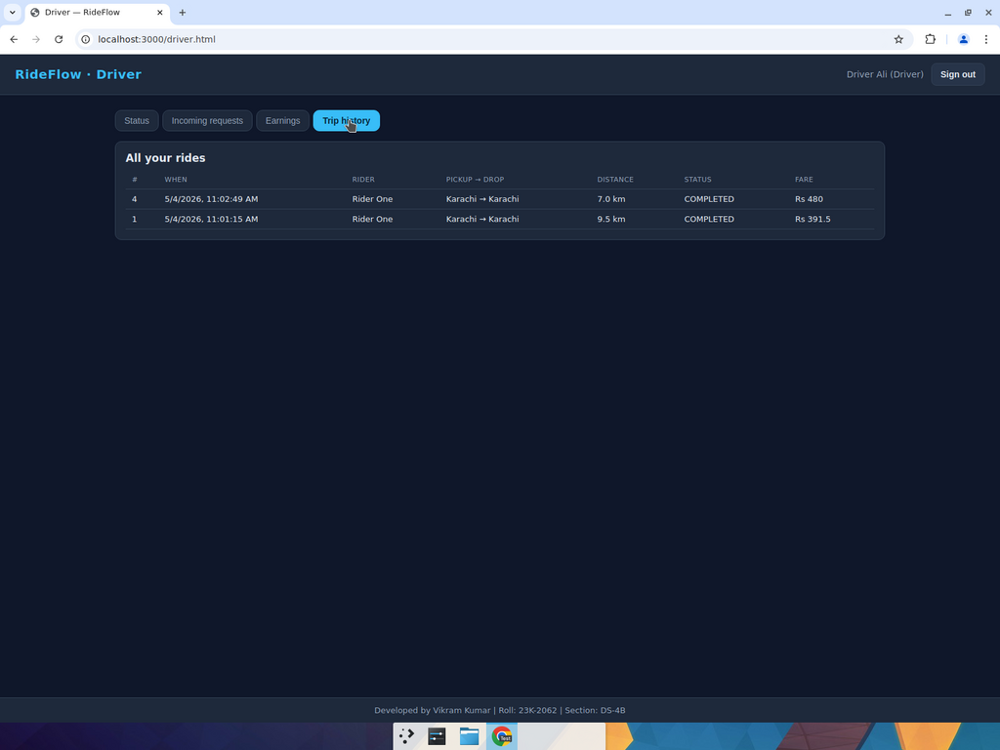 Driver — RideFlow
localhost:3000/driver.html
RideFlow · Driver
Driver Ali (Driver)
Sign out
Status
Incoming requests
Earnings
Trip history
All your rides
# WHEN RIDER PICKUP → DROP DISTANCE STATUS FARE
4 5/4/2026, 11:02:49 AM Rider One Karachi → Karachi 7.0 km COMPLETED Rs 480
1 5/4/2026, 11:01:15 AM Rider One Karachi → Karachi 9.5 km COMPLETED Rs 391.5
Developed by Vikram Kumar | Roll: 23K-2062 | Section: DS-4B
Test